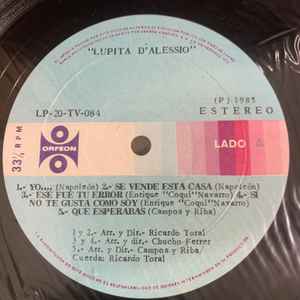 "LUPITA D'ALESSIO"
LP-20-TV-084
(P) 1985
ESTEREO
ORFEON
33⅓ RPM
LADO A
1.- YO.... (Napoleón) 2.- SE VENDE ESTA CASA (Napoleón)
3.- ESE FUE TU ERROR (Enrique "Coqui" Navarro) 4.- SI
NO TE GUSTA COMO SOY (Enrique "Coqui" Navarro)
5.- QUE ESPERABAS (Campos y Riba)
1 y 2.- Arr. y Dir.- Ricardo Toral
3 y 4.- Arr. y dir.- Chucho Ferrer
5.- Arr. y Dir.- Campos y Riba
Cuerda: Ricardo Toral